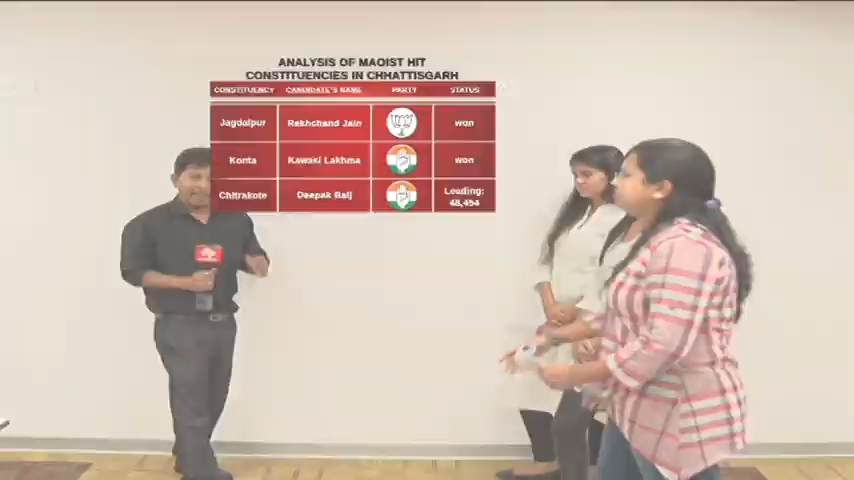 ANALYSIS OF MAOIST HIT
CONSTITUENCIES IN CHHATTISGARH
CONSTITUENCY CANDIDATE'S NAME PARTY STATUS
Jagdalpur Rekhchand Jain won
Konta Kawasi Lakhma won
Chitrakote Deepak Baij Leading: 48,454